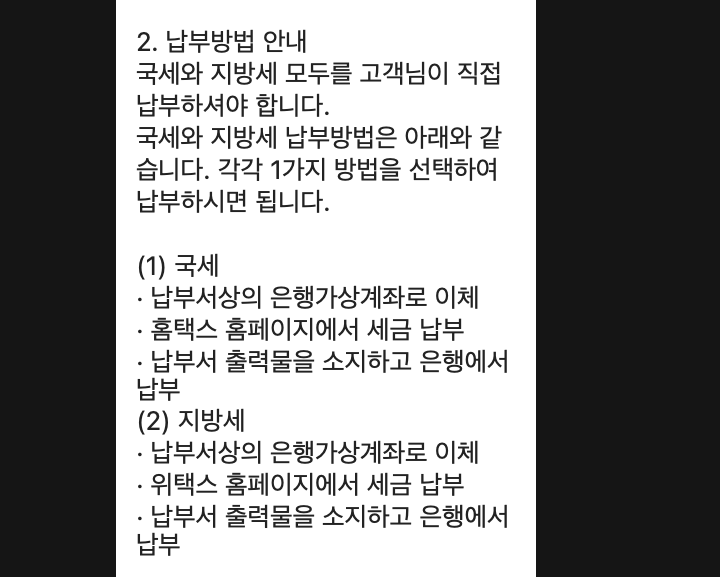 2. 납부방법 안내
국세와 지방세 모두를 고객님이 직접
납부하셔야 합니다.
국세와 지방세 납부방법은 아래와 같
습니다. 각각 1가지 방법을 선택하여
납부하시면 됩니다.
(1) 국세
· 납부서상의 은행가상계좌로 이체
· 홈택스 홈페이지에서 세금 납부
· 납부서 출력물을 소지하고 은행에서
납부
(2) 지방세
· 납부서상의 은행가상계좌로 이체
· 위택스 홈페이지에서 세금 납부
· 납부서 출력물을 소지하고 은행에서
납부